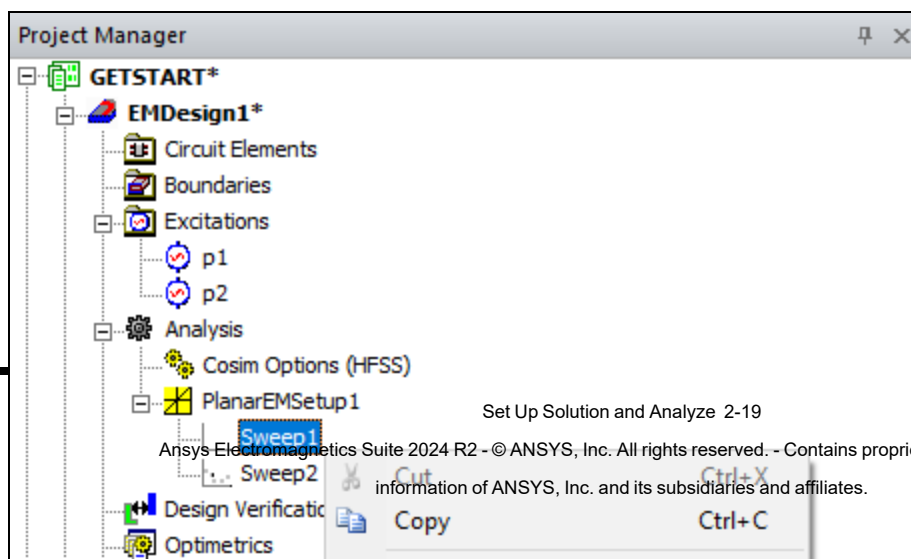 Project Manager
GETSTART*
EMDesign1*
Circuit Elements
Boundaries
Excitations
p1
p2
Analysis
Cosim Options (HFSS)
PlanarEMSetup1
Set Up Solution and Analyze 2-19
Sweep1
Ansys Electromagnetics Suite 2024 R2 - © ANSYS, Inc. All rights reserved. - Contains propri
Sweep2
Cut Ctrl+X
information of ANSYS, Inc. and its subsidiaries and affiliates.
Design Verificatio
Copy Ctrl+C
Optimetrics